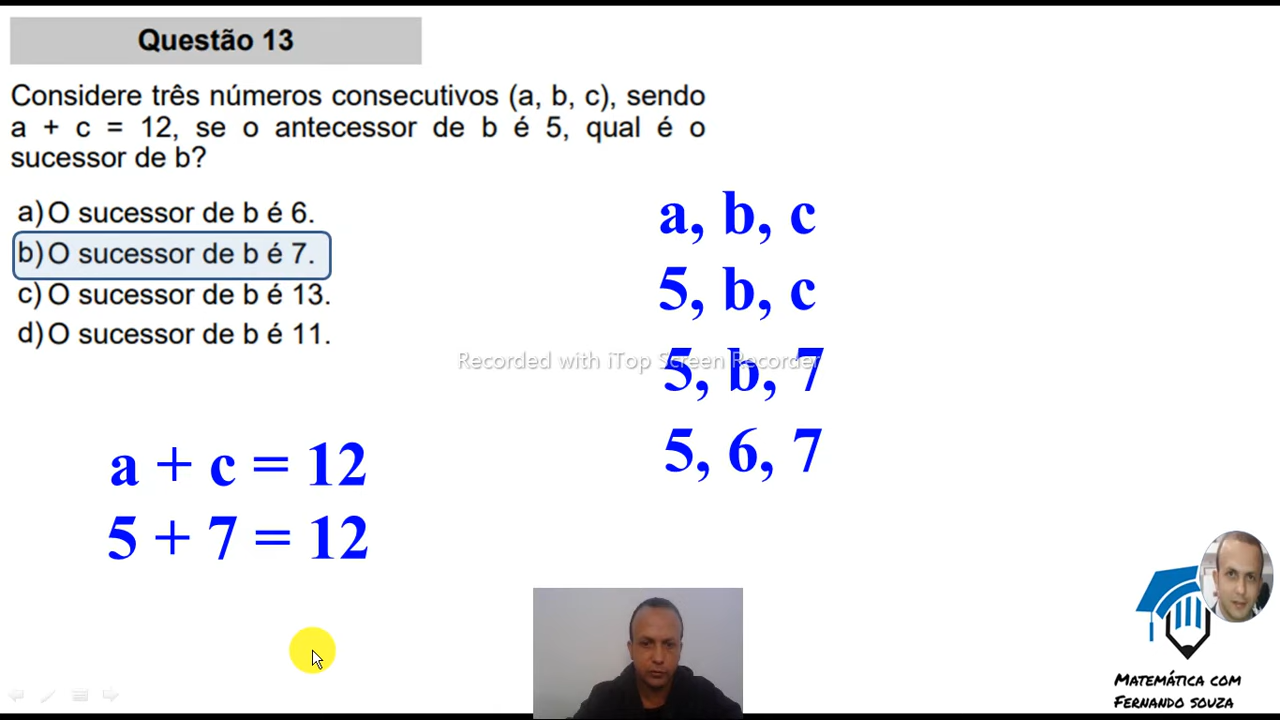 Questão 13
Considere três números consecutivos (a, b, c), sendo
a + c = 12, se o antecessor de b é 5, qual é o
sucessor de b?
a) O sucessor de b é 6.
b) O sucessor de b é 7.
c) O sucessor de b é 13.
d) O sucessor de b é 11.
a, b, c
5, b, c
Recorded with iTop Screen Recorder
5, b, 7
5, 6, 7
a + c = 12
5 + 7 = 12
MATEMÁTICA COM
FERNANDO SOUZA